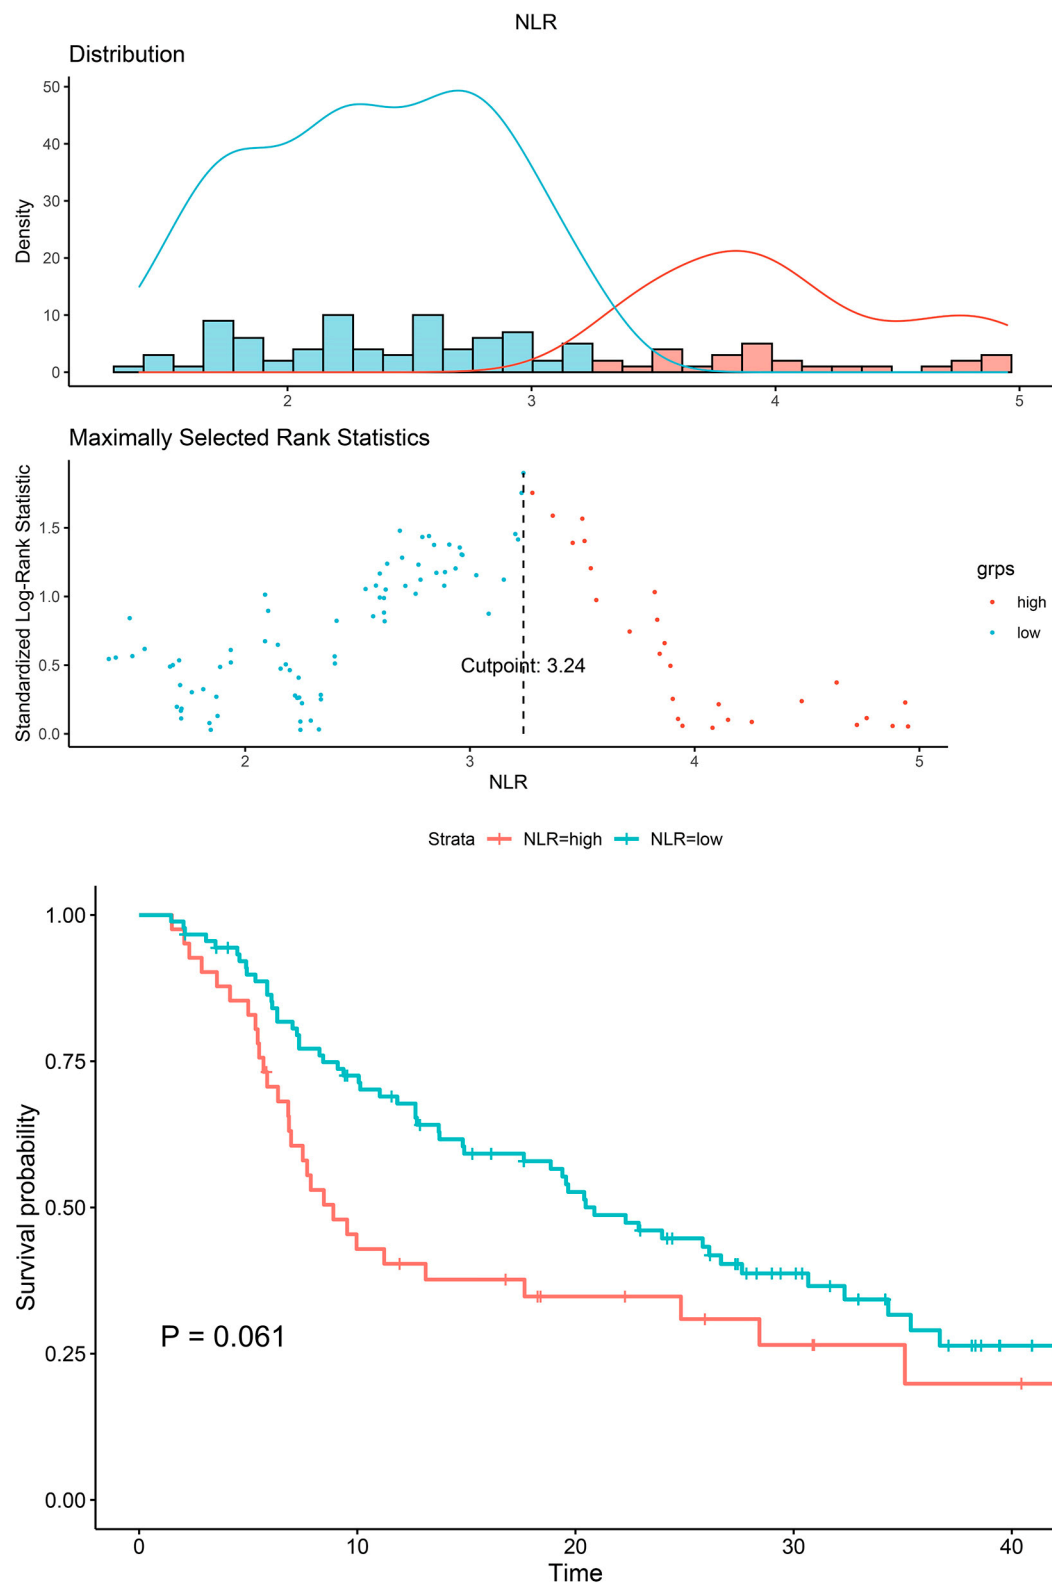 NLR
Distribution
Density
50
40
30
20
10
0
2 3 4 5
Maximally Selected Rank Statistics
Standardized Log-Rank Statistic
1.5
1.0
0.5
0.0
Cutpoint: 3.24
grps
high
low
2 3 4 5
NLR
Strata NLR=high NLR=low
Survival probability
1.00
0.75
0.50
0.25
0.00
P = 0.061
0 10 20 30 40
Time